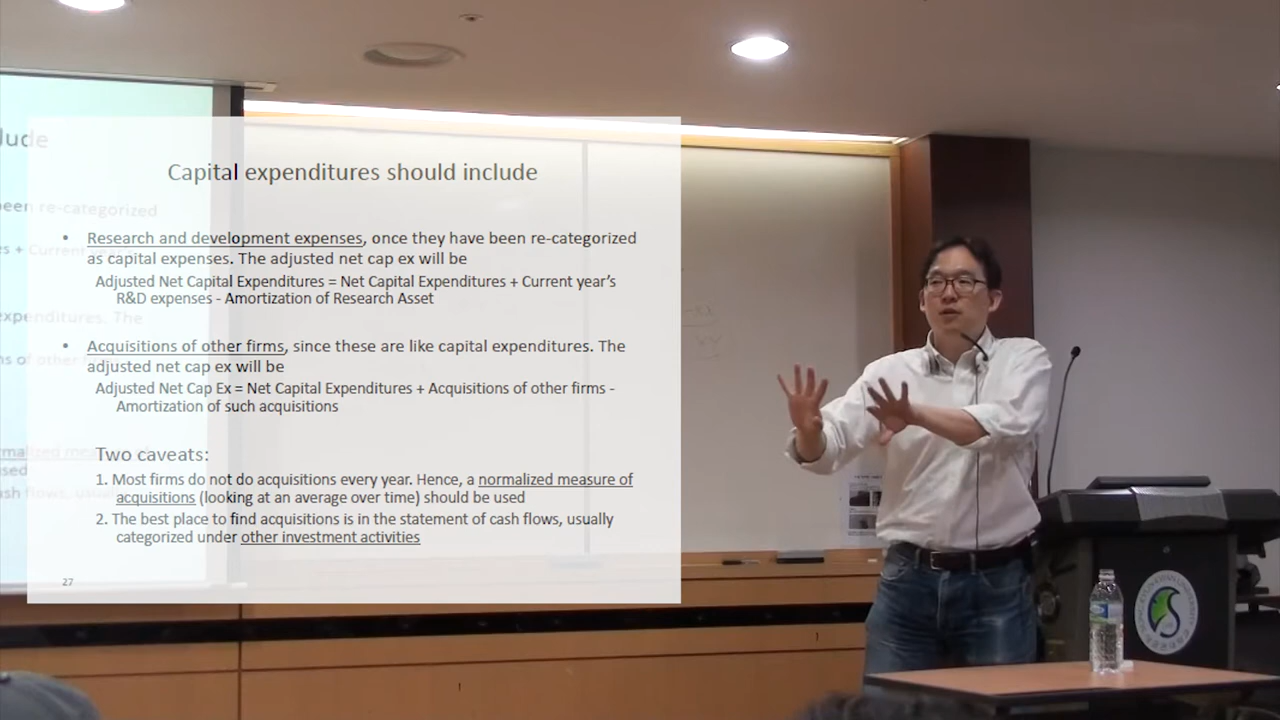 Capital expenditures should include
• Research and development expenses, once they have been re-categorized
as capital expenses. The adjusted net cap ex will be
Adjusted Net Capital Expenditures = Net Capital Expenditures + Current year's
R&D expenses - Amortization of Research Asset
• Acquisitions of other firms, since these are like capital expenditures. The
adjusted net cap ex will be
Adjusted Net Cap Ex = Net Capital Expenditures + Acquisitions of other firms -
Amortization of such acquisitions
Two caveats:
1. Most firms do not do acquisitions every year. Hence, a normalized measure of
acquisitions (looking at an average over time) should be used
2. The best place to find acquisitions is in the statement of cash flows, usually
categorized under other investment activities
27
lude
been re-categorized